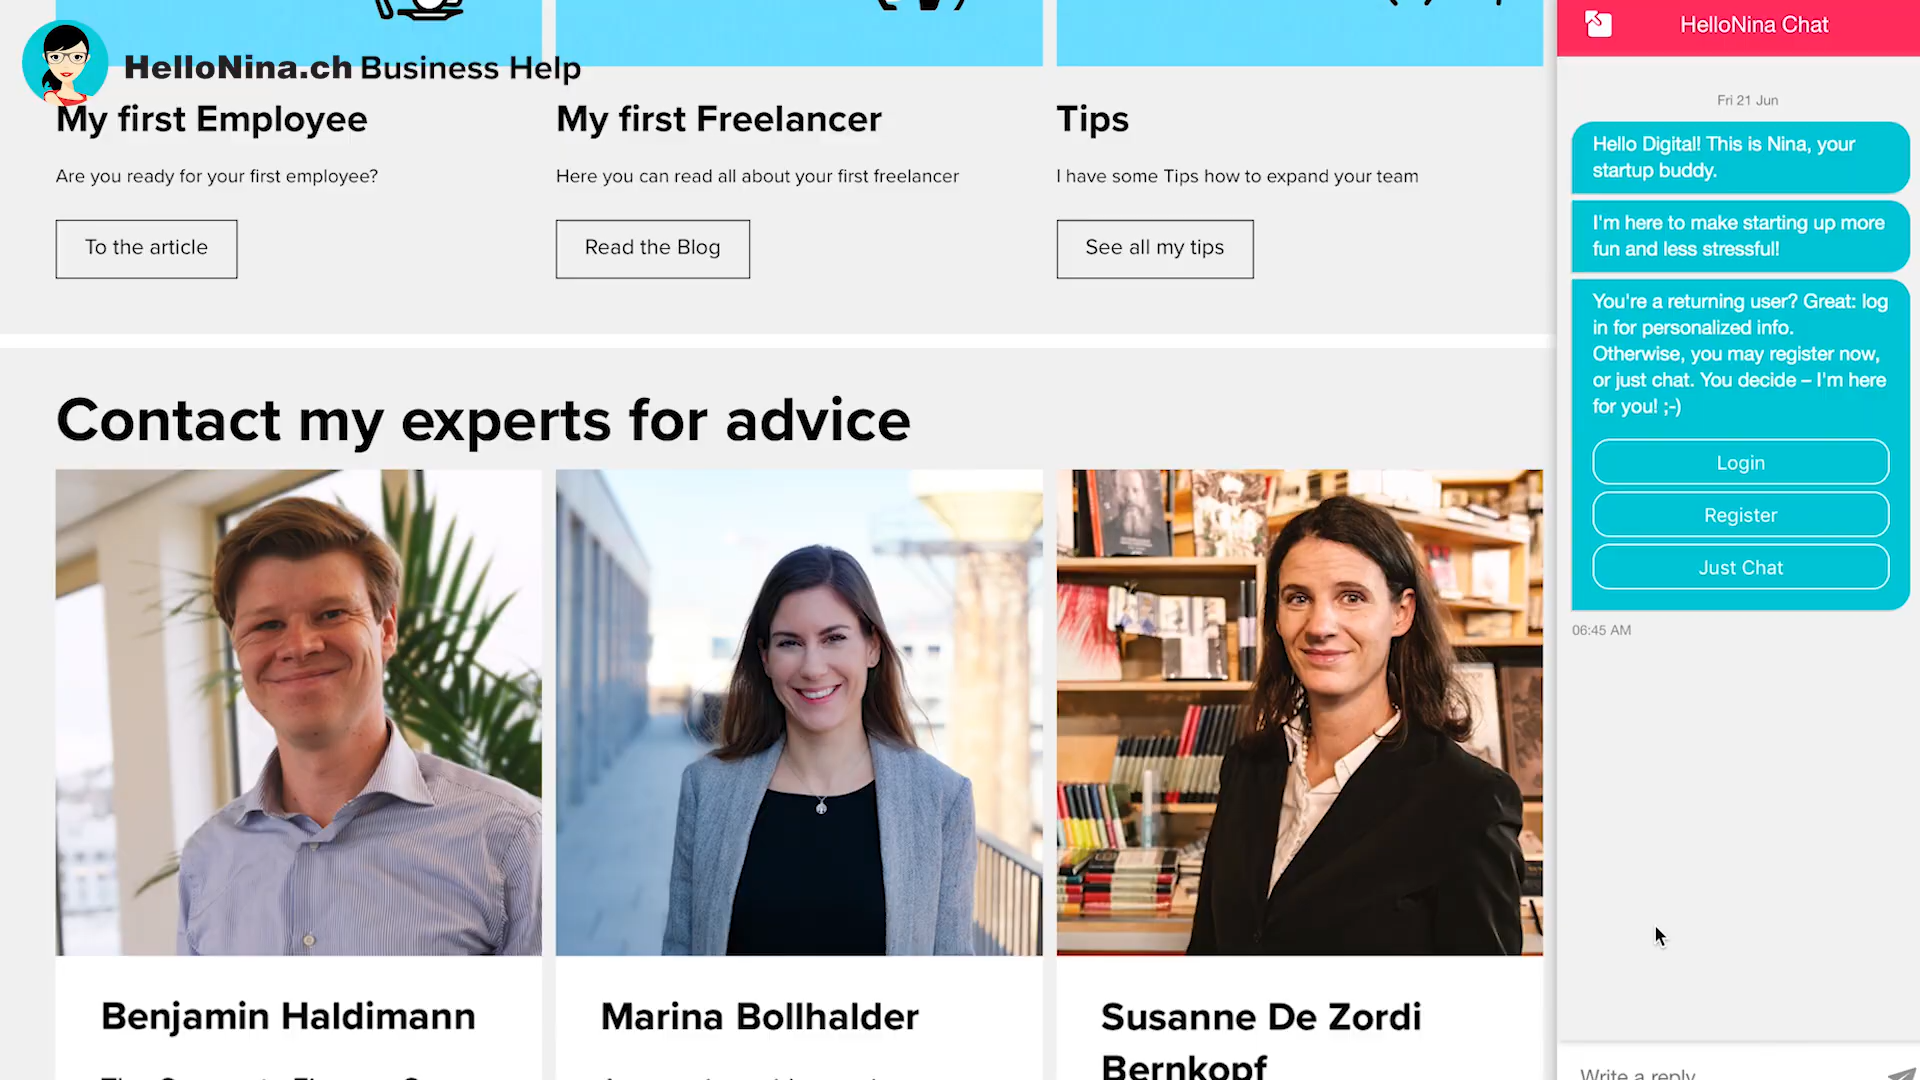 HelloNina.ch Business Help
My first Employee
Are you ready for your first employee?
To the article
My first Freelancer
Here you can read all about your first freelancer
Read the Blog
Tips
I have some Tips how to expand your team
See all my tips
Contact my experts for advice
Benjamin Haldimann
Marina Bollhalder
Susanne De Zordi
Bernkopf
HelloNina Chat
Fri 21 Jun
Hello Digital! This is Nina, your
startup buddy.
I'm here to make starting up more
fun and less stressful!
You're a returning user? Great: log
in for personalized info.
Otherwise, you may register now,
or just chat. You decide – I'm here
for you! ;-)
Login
Register
Just Chat
06:45 AM
Write a reply